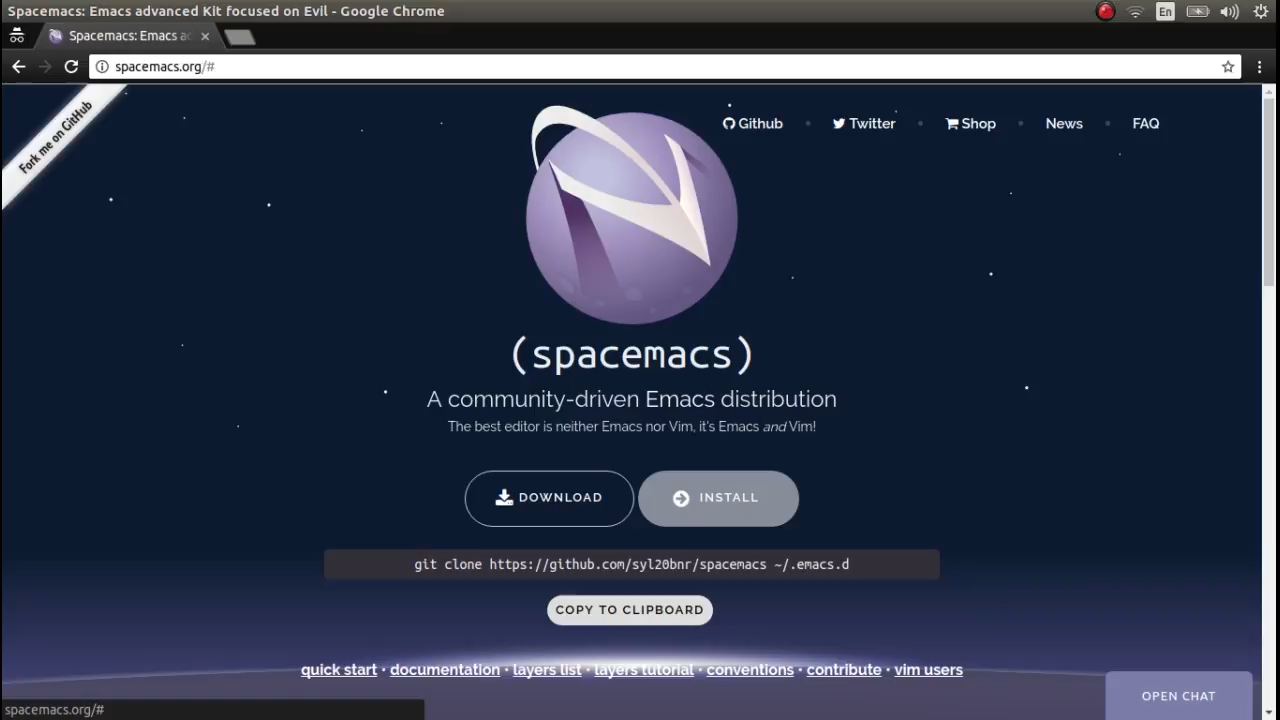 Spacemacs: Emacs advanced Kit focused on Evil - Google Chrome
En
Spacemacs: Emacs ad
spacemacs.org/#
Fork me on GitHub
Github • Twitter • Shop • News • FAQ
(spacemacs)
A community-driven Emacs distribution
The best editor is neither Emacs nor Vim, it's Emacs and Vim!
DOWNLOAD
INSTALL
git clone https://github.com/syl20bnr/spacemacs ~/.emacs.d
COPY TO CLIPBOARD
quick start • documentation • layers list • layers tutorial • conventions • contribute • vim users
OPEN CHAT
spacemacs.org/#